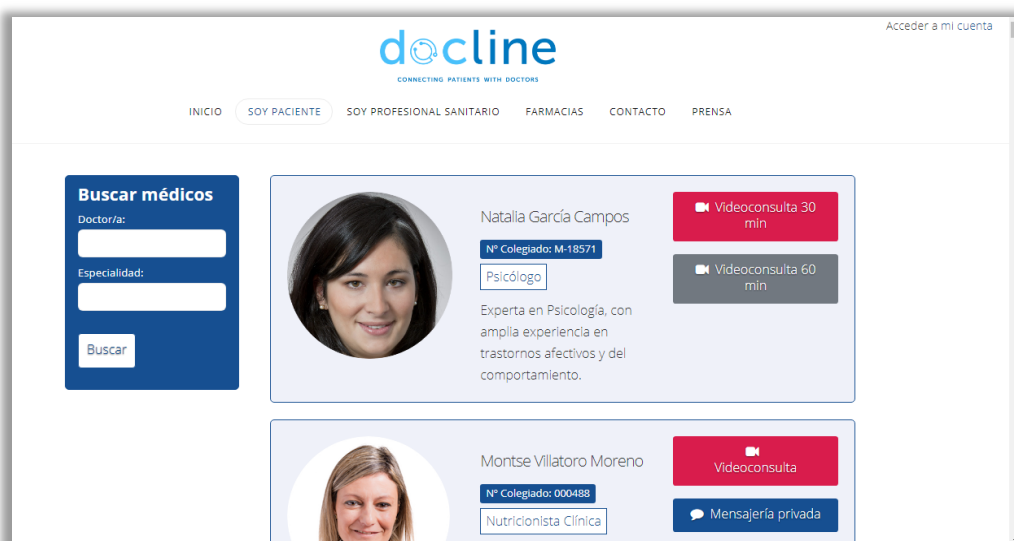 Acceder a mi cuenta
docline
CONNECTING PATIENTS WITH DOCTORS
INICIO SOY PACIENTE SOY PROFESIONAL SANITARIO FARMACIAS CONTACTO PRENSA
Buscar médicos
Doctor/a:
Especialidad:
Buscar
Natalia García Campos
Nº Colegiado: M-18571
Psicólogo
Experta en Psicología, con
amplia experiencia en
trastornos afectivos y del
comportamiento.
Videoconsulta 30
min
Videoconsulta 60
min
Montse Villatoro Moreno
Nº Colegiado: 000488
Nutricionista Clínica
Videoconsulta
Mensajería privada